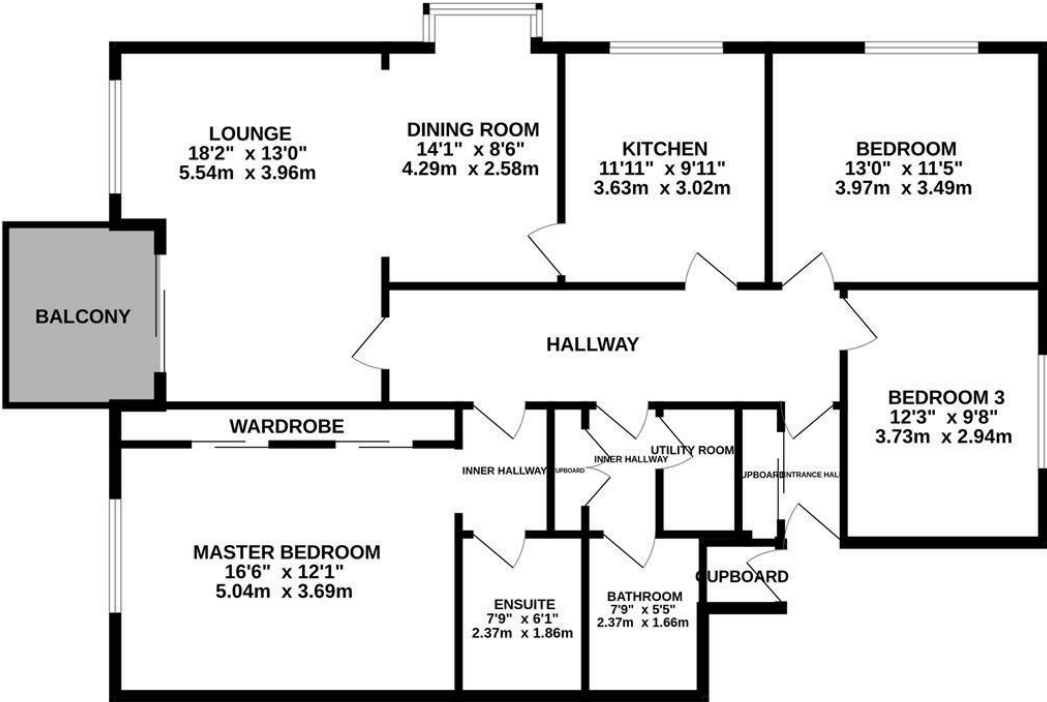 LOUNGE
18'2" x 13'0"
5.54m x 3.96m
DINING ROOM
14'1" x 8'6"
4.29m x 2.58m
KITCHEN
11'11" x 9'11"
3.63m x 3.02m
BEDROOM
13'0" x 11'5"
3.97m x 3.49m
BALCONY
HALLWAY
BEDROOM 3
12'3" x 9'8"
3.73m x 2.94m
WARDROBE
INNER HALLWAY
UPBOARD
INNER HALLWAY
UTILITY ROOM
UPBOARD
ENTRANCE HALL
MASTER BEDROOM
16'6" x 12'1"
5.04m x 3.69m
ENSUITE
7'9" x 6'1"
2.37m x 1.86m
BATHROOM
7'9" x 5'5"
2.37m x 1.66m
CUPBOARD